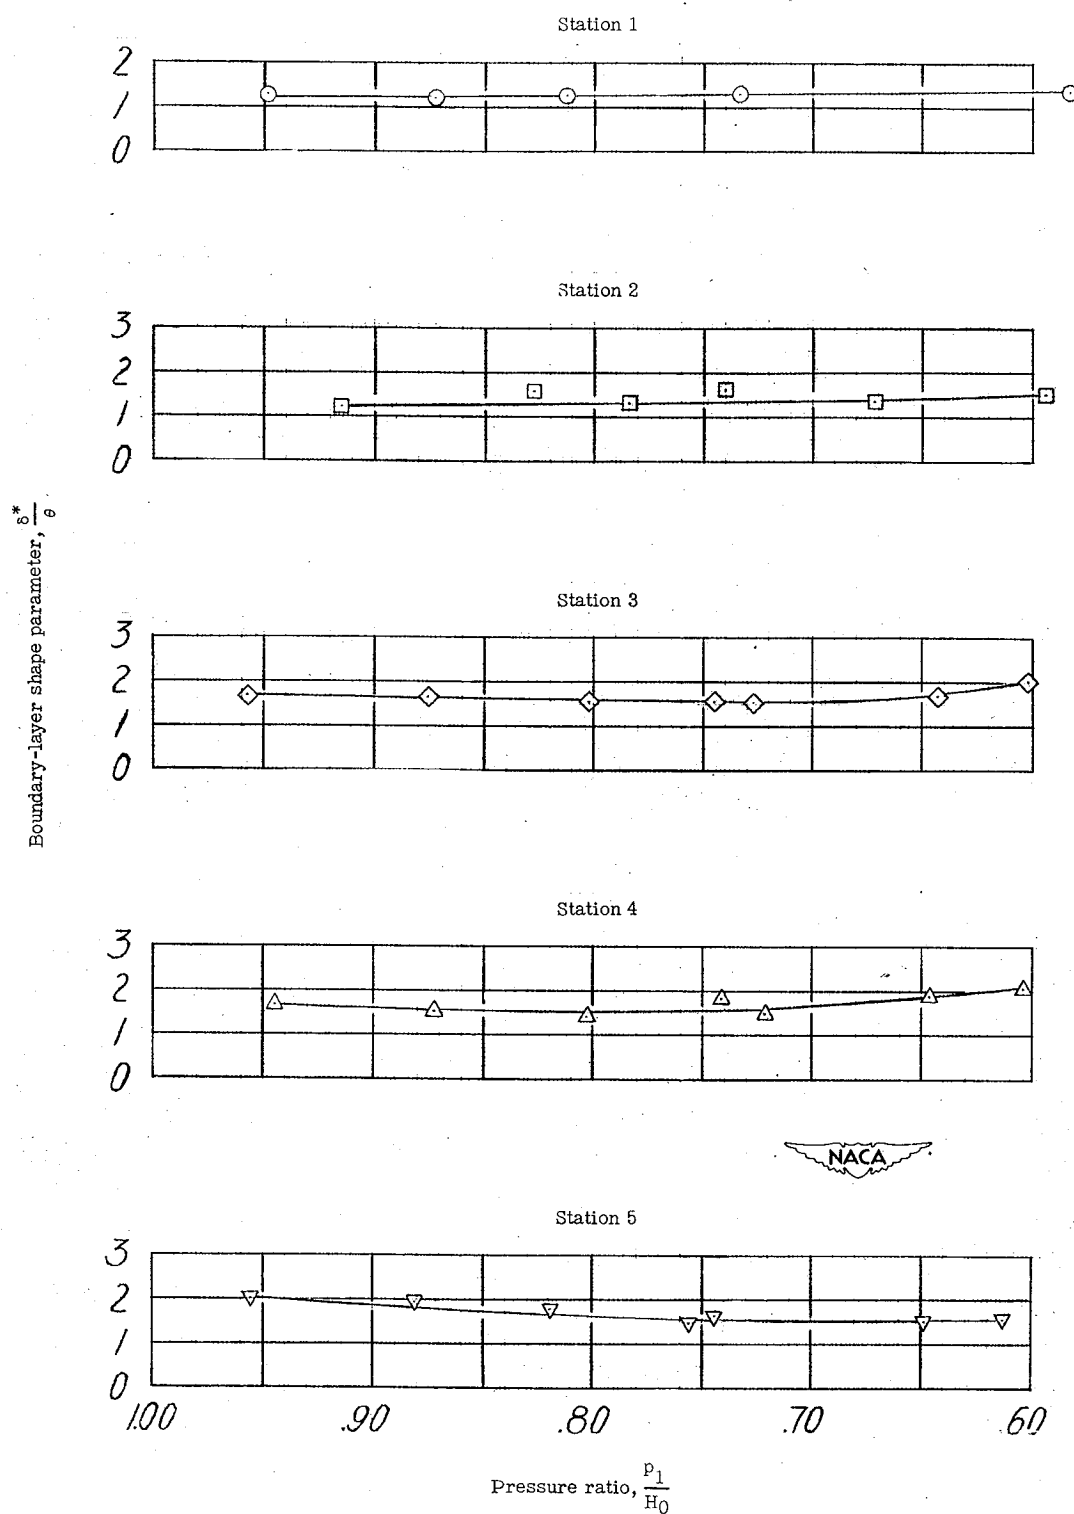 Station 1
2
1
0
Station 2
3
2
1
0
Station 3
3
2
1
0
Boundary-layer shape parameter, δ*/θ
Station 4
3
2
1
0
NACA
Station 5
3
2
1
0
1.00 .90 .80 .70 .60
Pressure ratio, p₁/H₀